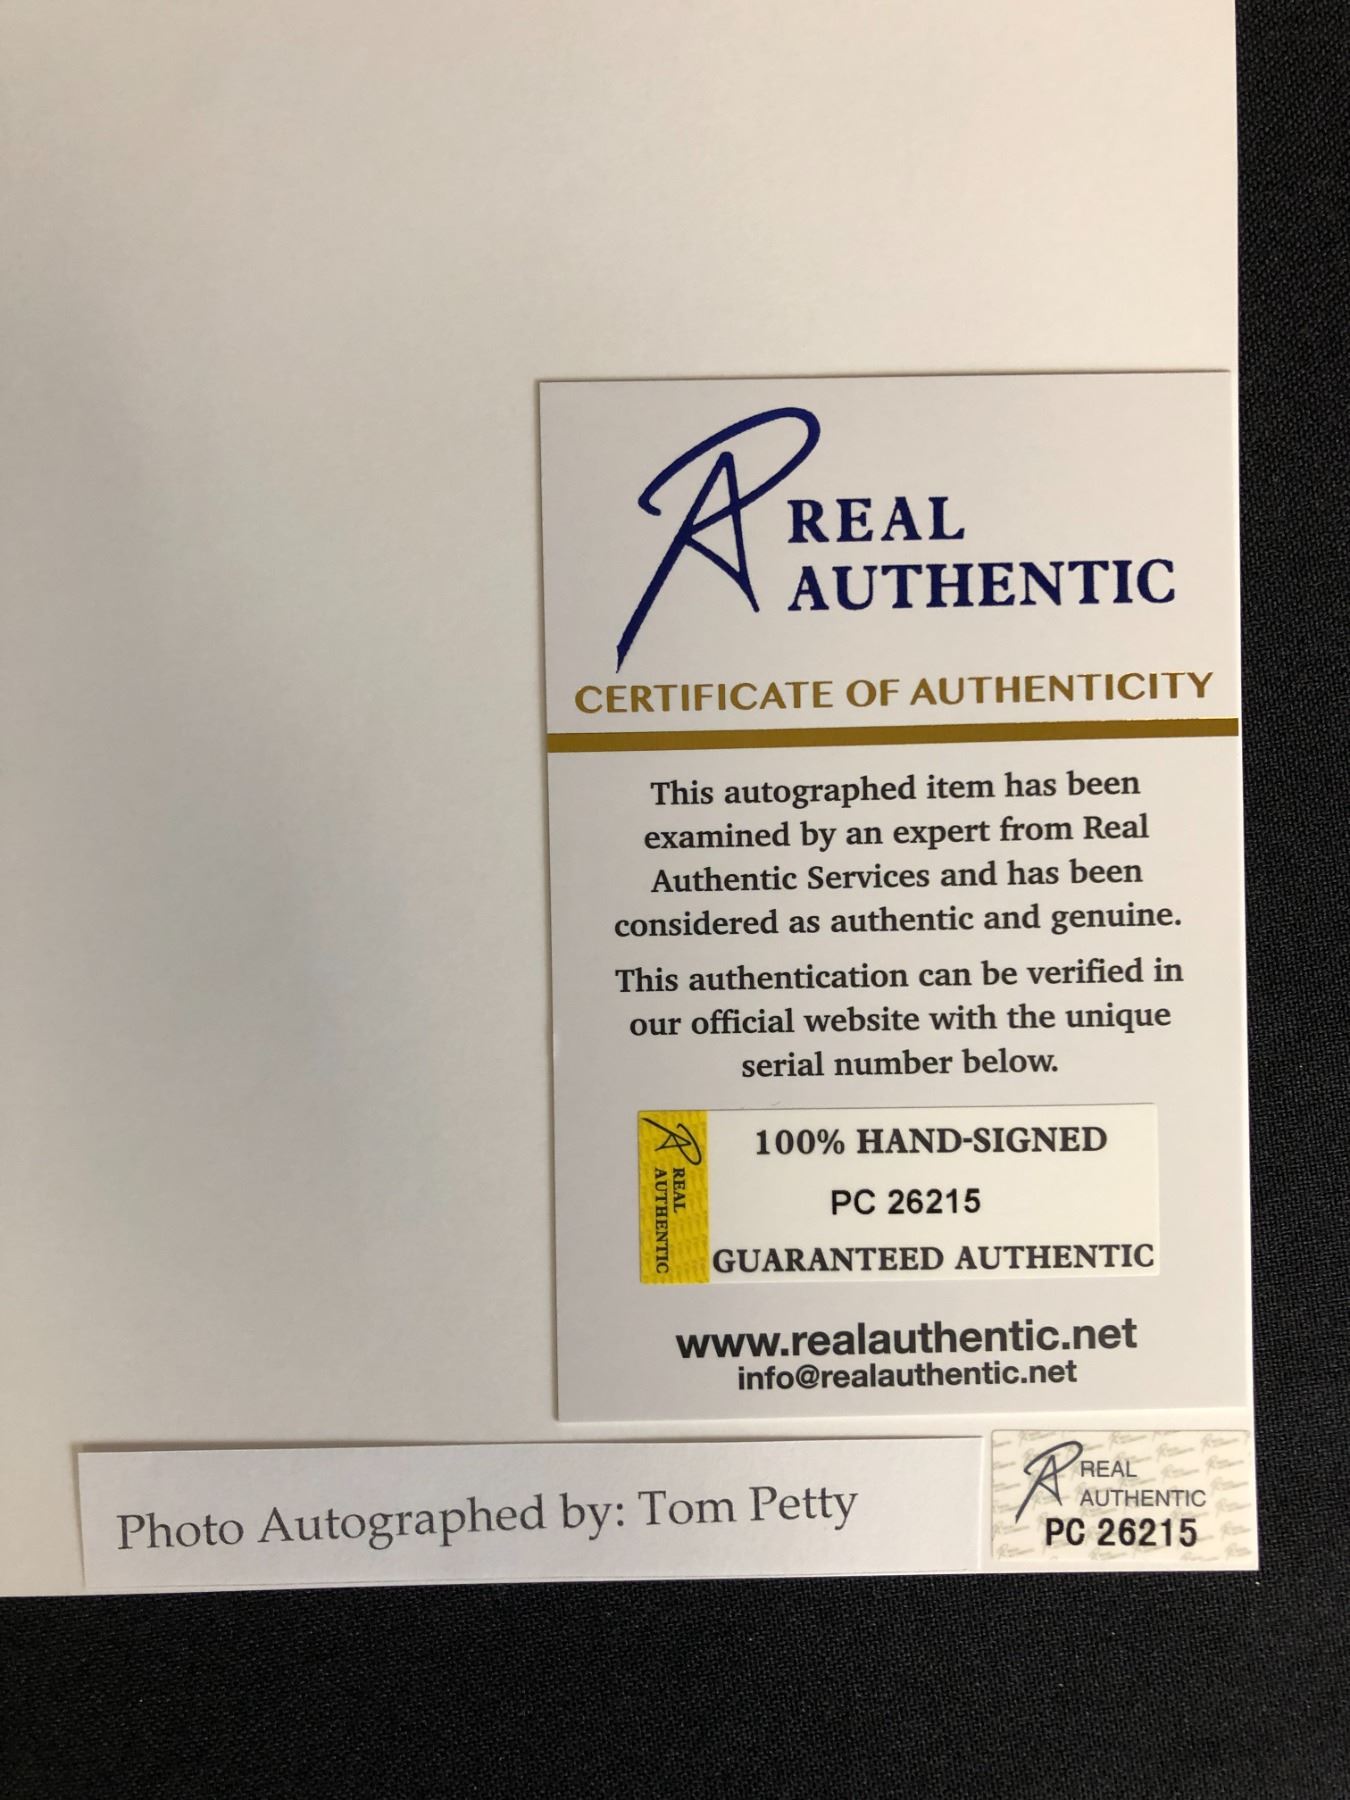 REAL
AUTHENTIC
CERTIFICATE OF AUTHENTICITY
This autographed item has been
examined by an expert from Real
Authentic Services and has been
considered as authentic and genuine.
This authentication can be verified in
our official website with the unique
serial number below.
REAL
AUTHENTIC
100% HAND-SIGNED
PC 26215
GUARANTEED AUTHENTIC
www.realauthentic.net
info@realauthentic.net
Photo Autographed by: Tom Petty
REAL
AUTHENTIC
PC 26215